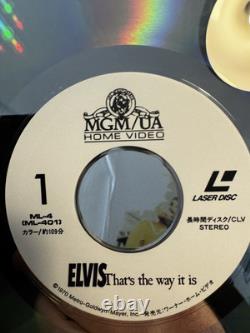 MGM/UA
HOME VIDEO
1
ML-4
(ML-401)
カラー/約109分
LASER DISC
長時間ディスク/CLV
STEREO
ELVIS That's the way it is
©1970 Metro-Goldwyn-Mayer, Inc. 発売元/ワーナー・ホーム・ビデオ